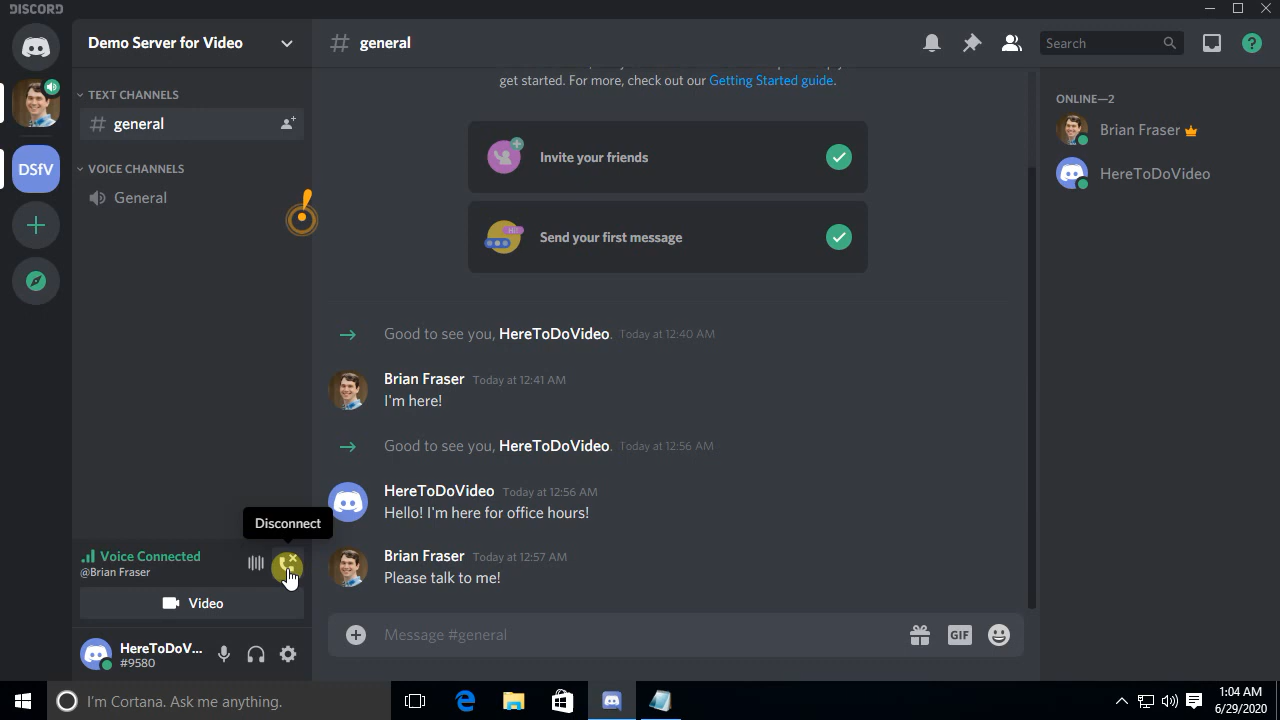 DISCORD
Demo Server for Video
general
Search
get started. For more, check out our Getting Started guide.
TEXT CHANNELS
general
VOICE CHANNELS
General
DSfV
Invite your friends
Send your first message
Hi!
ONLINE—2
Brian Fraser
HereToDoVideo
Good to see you, HereToDoVideo. Today at 12:40 AM
Brian Fraser Today at 12:41 AM
I'm here!
Good to see you, HereToDoVideo. Today at 12:56 AM
HereToDoVideo Today at 12:56 AM
Hello! I'm here for office hours!
Brian Fraser Today at 12:57 AM
Please talk to me!
Disconnect
Voice Connected
@Brian Fraser
Video
Message #general
GIF
HereToDoV...
#9580
I'm Cortana. Ask me anything.
1:04 AM
6/29/2020